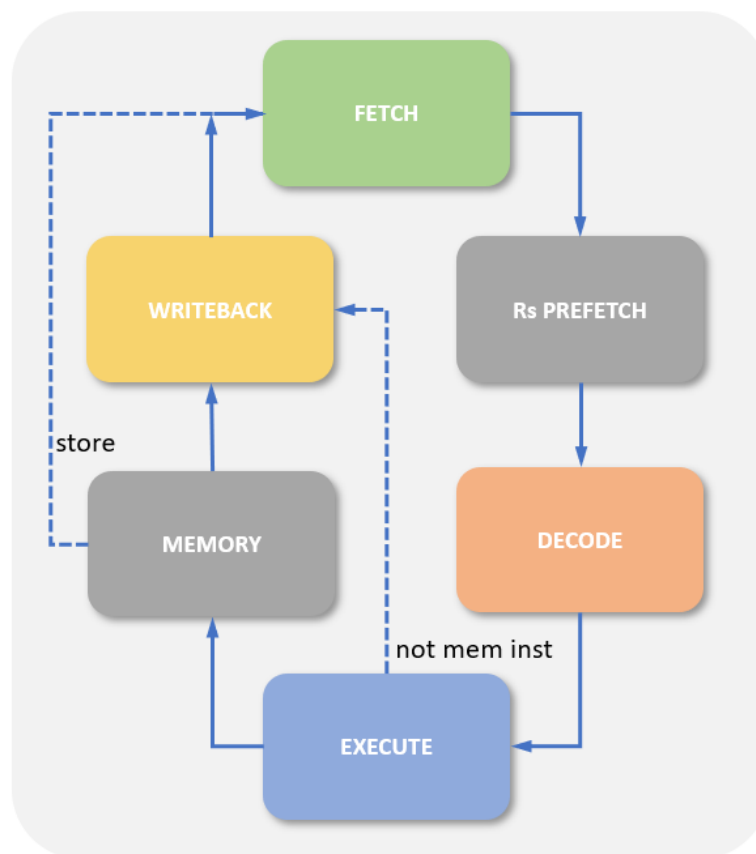 FETCH
WRITEBACK
Rs PREFETCH
store
MEMORY
DECODE
not mem inst
EXECUTE